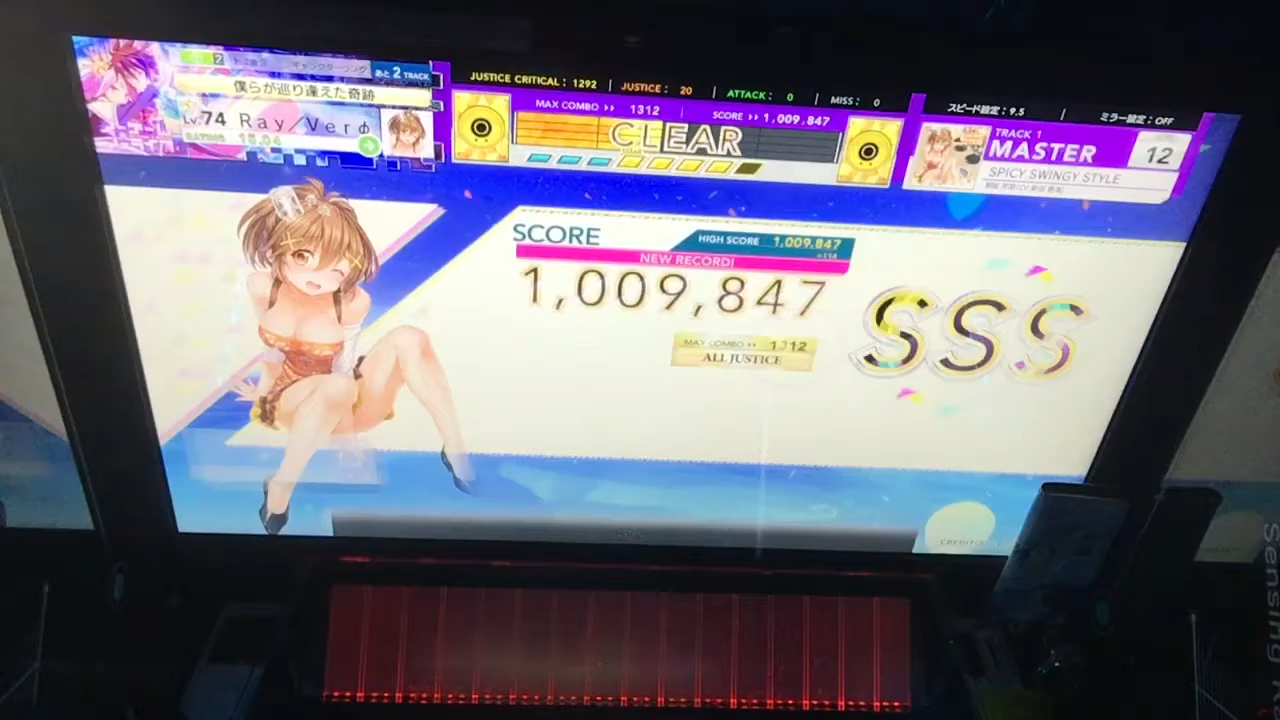 2
あと2 TRACK
僕らが巡り逢えた奇跡
Lv.74 Ray/Verφ
RATING
JUSTICE CRITICAL : 1292 | JUSTICE : 20 | ATTACK : 0 | MISS : 0
MAX COMBO 1312 | SCORE 1,009,847
CLEAR
スピード設定 : 9.5 | ミラー設定 : OFF
TRACK 1
MASTER 12
SPICY SWINGY STYLE
SCORE
HIGH SCORE 1,009,847
+114
NEW RECORD!
1,009,847
SSS
MAX COMBO 1312
ALL JUSTICE
Sensing